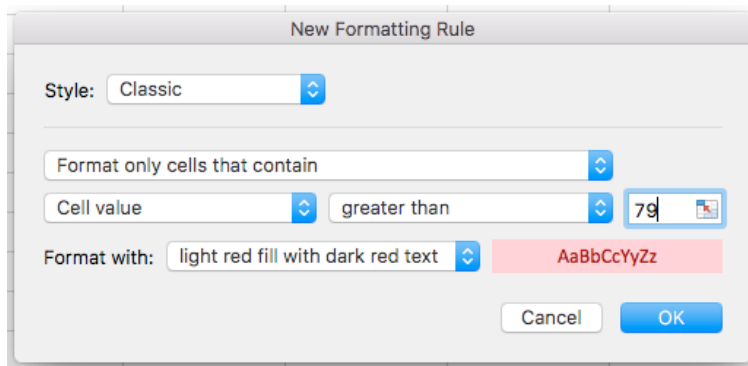 New Formatting Rule
Style: Classic
Format only cells that contain
Cell value greater than 79
Format with: light red fill with dark red text AaBbCcYyZz
Cancel OK